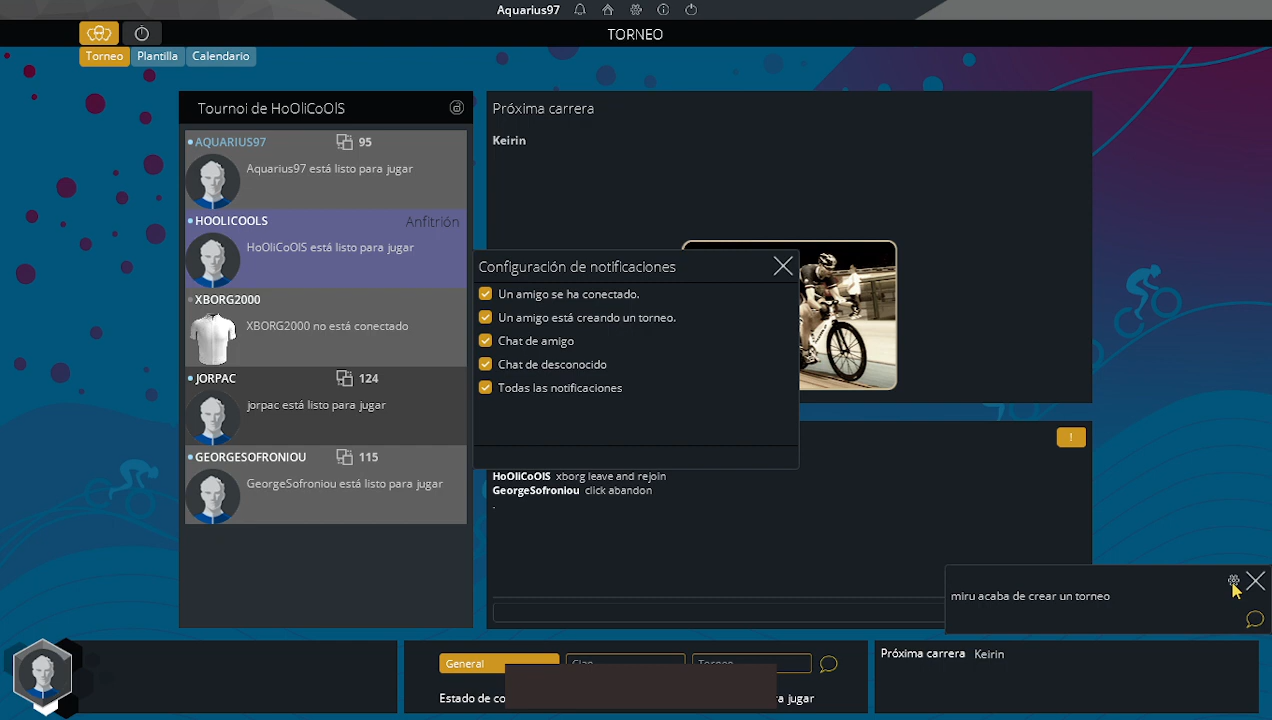 Aquarius97
TORNEO
Torneo
Plantilla
Calendario
Tournoi de HoOliCoOlS
AQUARIUS97
95
Aquarius97 está listo para jugar
HOOLICOOLS
Anfitrión
HoOliCoOlS está listo para jugar
XBORG2000
XBORG2000 no está conectado
JORPAC
124
jorpac está listo para jugar
GEORGESOFRONIOU
115
GeorgeSofroniou está listo para jugar
Próxima carrera
Keirin
Configuración de notificaciones
Un amigo se ha conectado.
Un amigo está creando un torneo.
Chat de amigo
Chat de desconocido
Todas las notificaciones
!
HoOliCoOlS xborg leave and rejoin
GeorgeSofroniou click abandon
.
miru acaba de crear un torneo
General
Clan
Torneo
Estado de co
a jugar
Próxima carrera Keirin